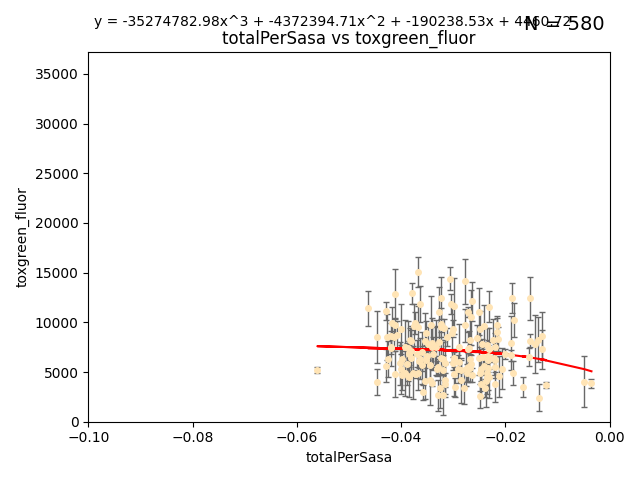 y = -35274782.98x^3 + -4372394.71x^2 + -190238.53x + 4460.72
N = 580
totalPerSasa vs toxgreen_fluor
35000
30000
25000
20000
15000
10000
5000
0
toxgreen_fluor
−0.10 −0.08 −0.06 −0.04 −0.02 0.00
totalPerSasa